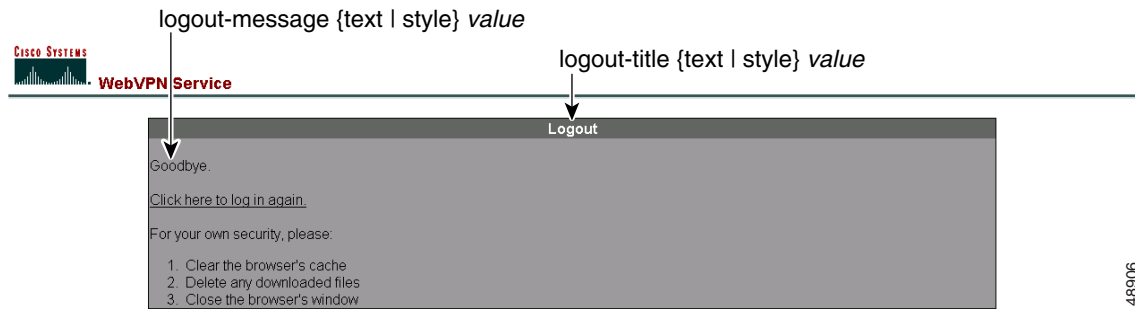 logout-message {text | style} value
CISCO SYSTEMS
logout-title {text | style} value
WebVPN Service
Logout
Goodbye.
Click here to log in again.
For your own security, please:
1. Clear the browser's cache
2. Delete any downloaded files
3. Close the browser's window
48906